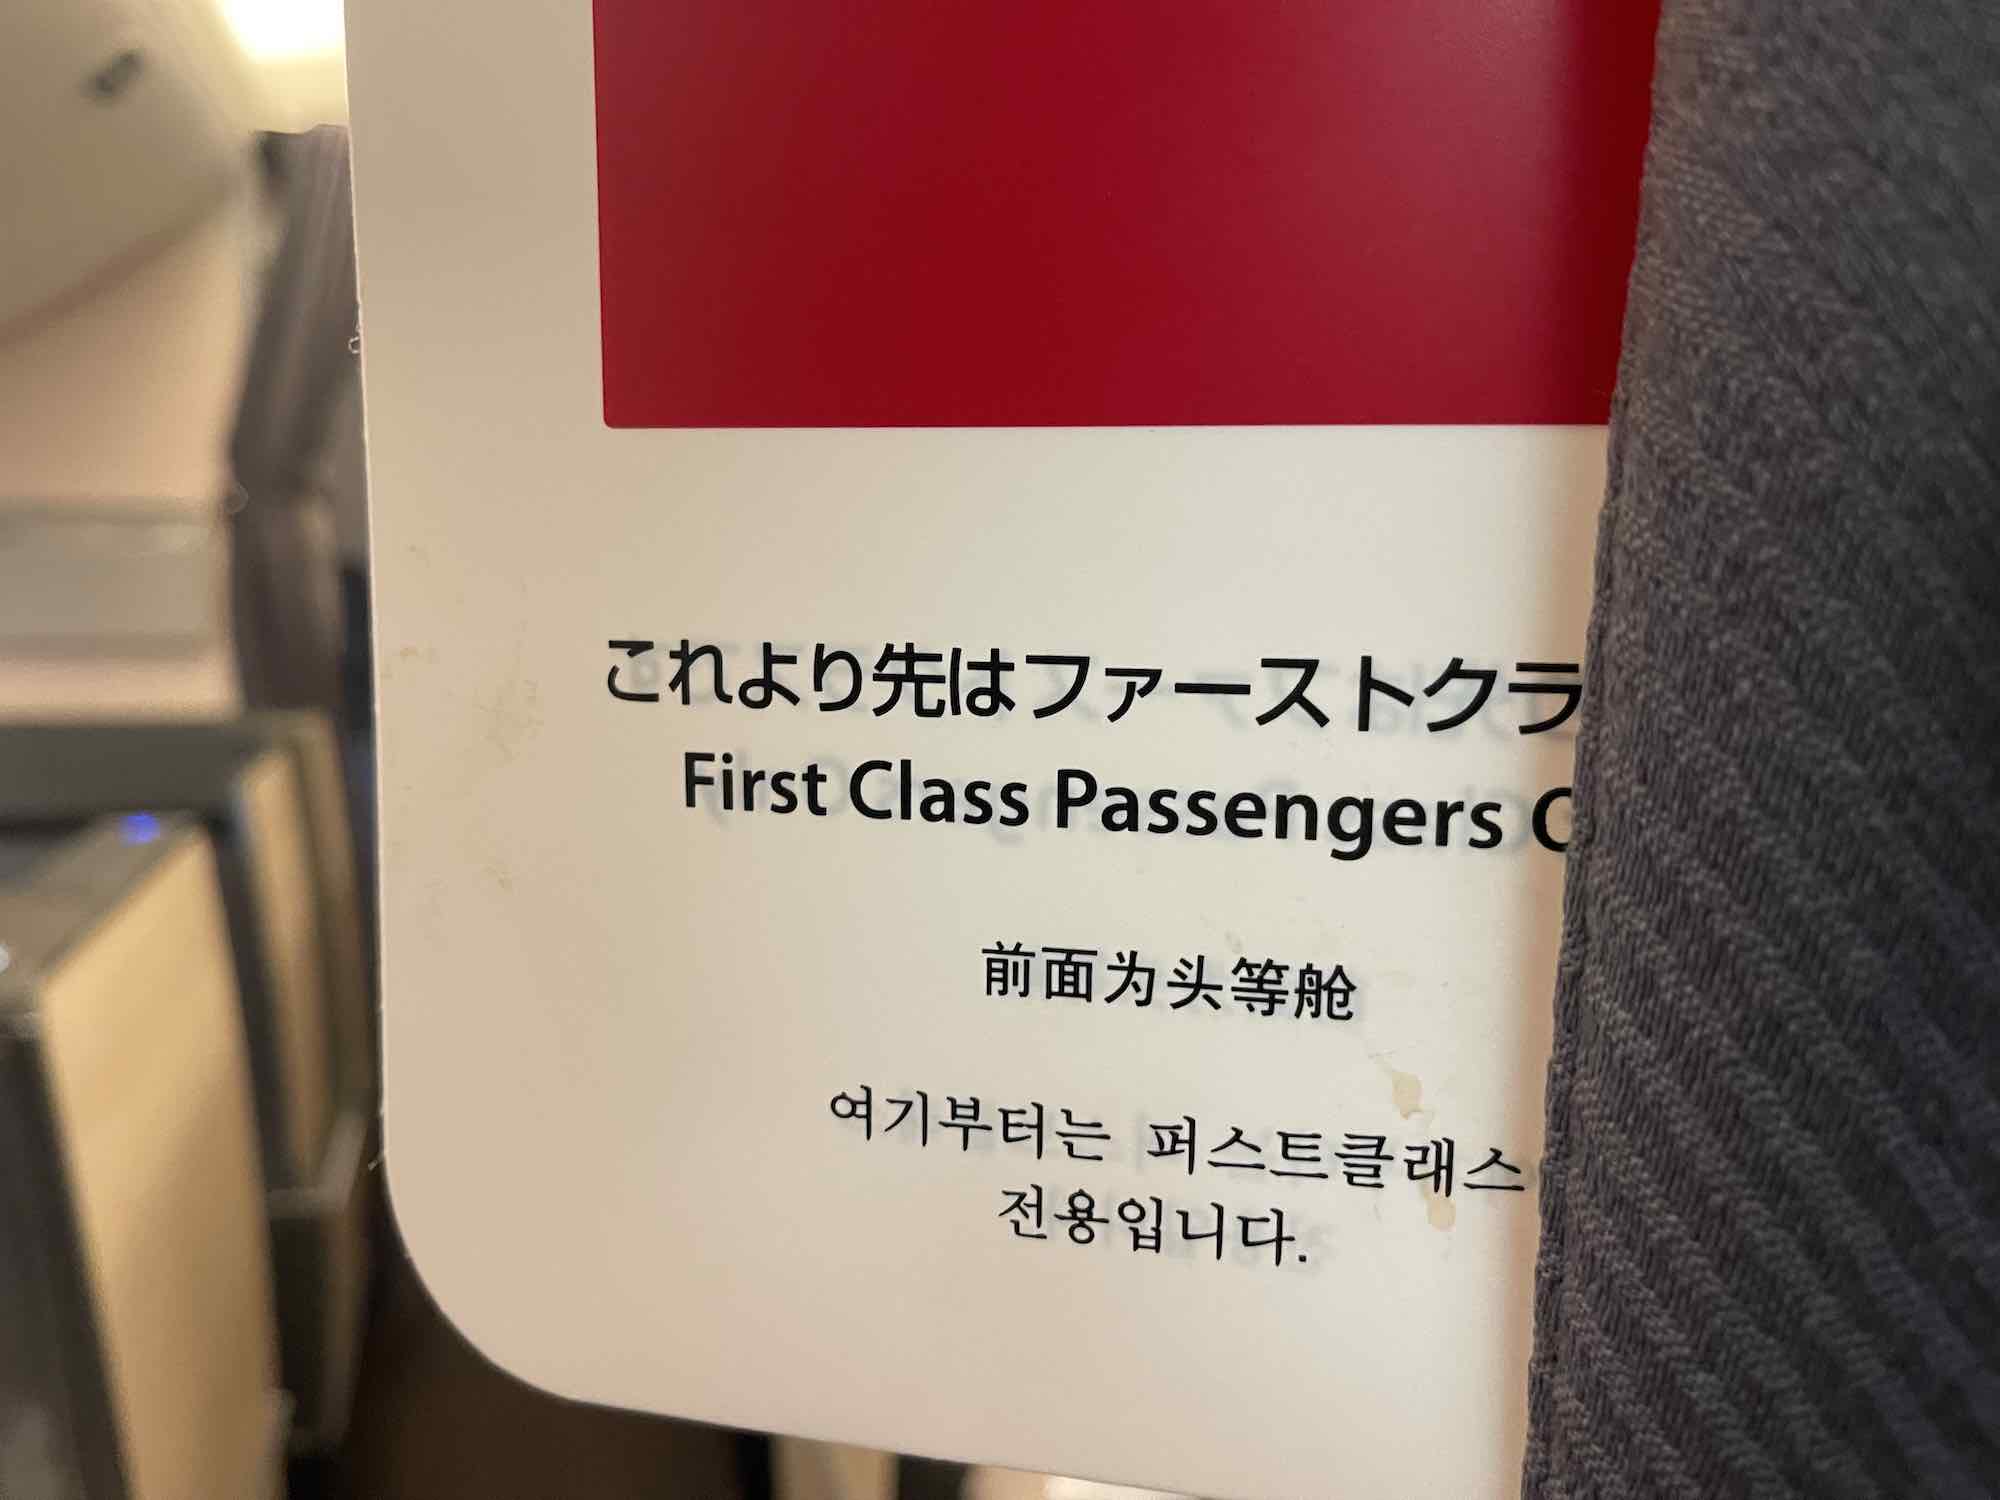 これより先はファーストクラ
First Class Passengers
前面为头等舱
여기부터는 퍼스트클래스
전용입니다.